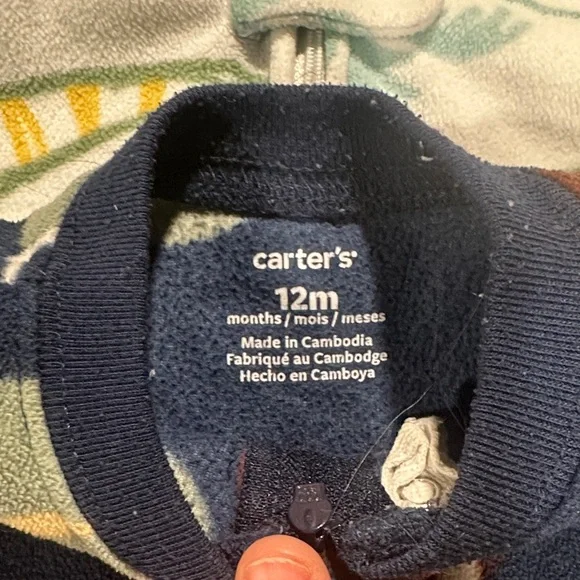 carter's
12m
months / mois / meses
Made in Cambodia
Fabriqué au Cambodge
Hecho en Camboya